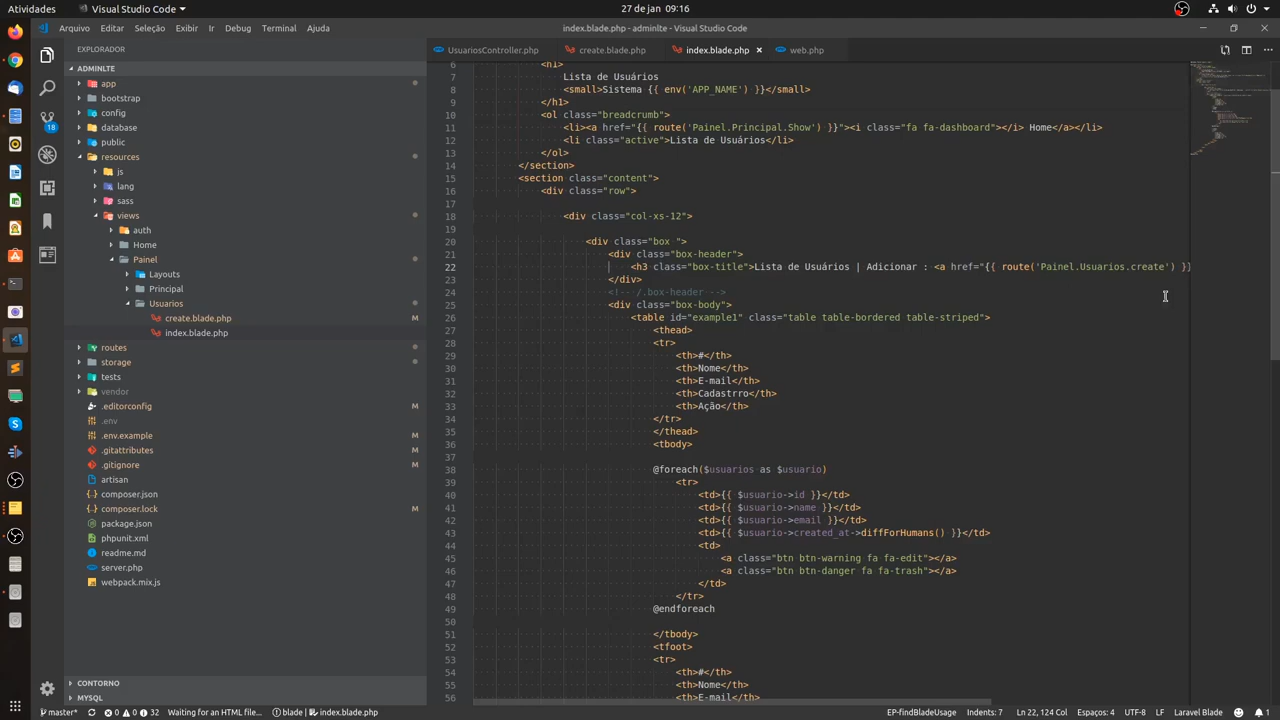 Atividades
Visual Studio Code
27 de jan 09:16
Arquivo Editar Seleção Exibir Ir Debug Terminal Ajuda
index.blade.php - adminlte - Visual Studio Code
EXPLORADOR
UsuariosController.php
create.blade.php
index.blade.php
web.php
ADMINLTE
app
bootstrap
config
database
public
resources
js
lang
sass
views
auth
Home
Painel
Layouts
Principal
Usuarios
create.blade.php M
index.blade.php
routes
storage
tests
vendor
.editorconfig M
.env
.env.example M
.gitattributes M
.gitignore M
artisan
composer.json
composer.lock M
package.json
phpunit.xml
readme.md
server.php
webpack.mix.js
CONTORNO
MYSQL
18
6 <h1>
7 Lista de Usuários
8 <small>Sistema {{ env('APP_NAME') }}</small>
9 </h1>
10 <ol class="breadcrumb">
11 <li><a href="{{ route('Painel.Principal.Show') }}"><i class="fa fa-dashboard"></i> Home</a></li>
12 <li class="active">Lista de Usuários</li>
13 </ol>
14 </section>
15 <section class="content">
16 <div class="row">
17
18 <div class="col-xs-12">
19
20 <div class="box ">
21 <div class="box-header">
22 <h3 class="box-title">Lista de Usuários | Adicionar : <a href="{{ route('Painel.Usuarios.create') }}
23 </div>
24 <!-- /.box-header -->
25 <div class="box-body">
26 <table id="example1" class="table table-bordered table-striped">
27 <thead>
28 <tr>
29 <th>#</th>
30 <th>Nome</th>
31 <th>E-mail</th>
32 <th>Cadastrro</th>
33 <th>Ação</th>
34 </tr>
35 </thead>
36 <tbody>
37
38 @foreach($usuarios as $usuario)
39 <tr>
40 <td>{{ $usuario->id }}</td>
41 <td>{{ $usuario->name }}</td>
42 <td>{{ $usuario->email }}</td>
43 <td>{{ $usuario->created_at->diffForHumans() }}</td>
44 <td>
45 <a class="btn btn-warning fa fa-edit"></a>
46 <a class="btn btn-danger fa fa-trash"></a>
47 </td>
48 </tr>
49 @endforeach
50
51 </tbody>
52 <tfoot>
53 <tr>
54 <th>#</th>
55 <th>Nome</th>
56 <th>E-mail</th>
master* 0 0 32 Waiting for an HTML file... blade | index.blade.php
EP-findBladeUsage Indents: 7 Ln 22, 124 Col Espaços: 4 UTF-8 LF Laravel Blade 1